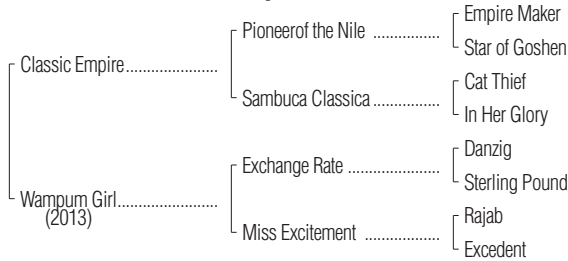 Empire Maker
Pioneerof the Nile ................
Star of Goshen
Classic Empire......................
Cat Thief
Sambuca Classica................
In Her Glory
Danzig
Exchange Rate ......................
Sterling Pound
Wampum Girl........................
(2013)
Rajab
Miss Excitement ..................
Excedent